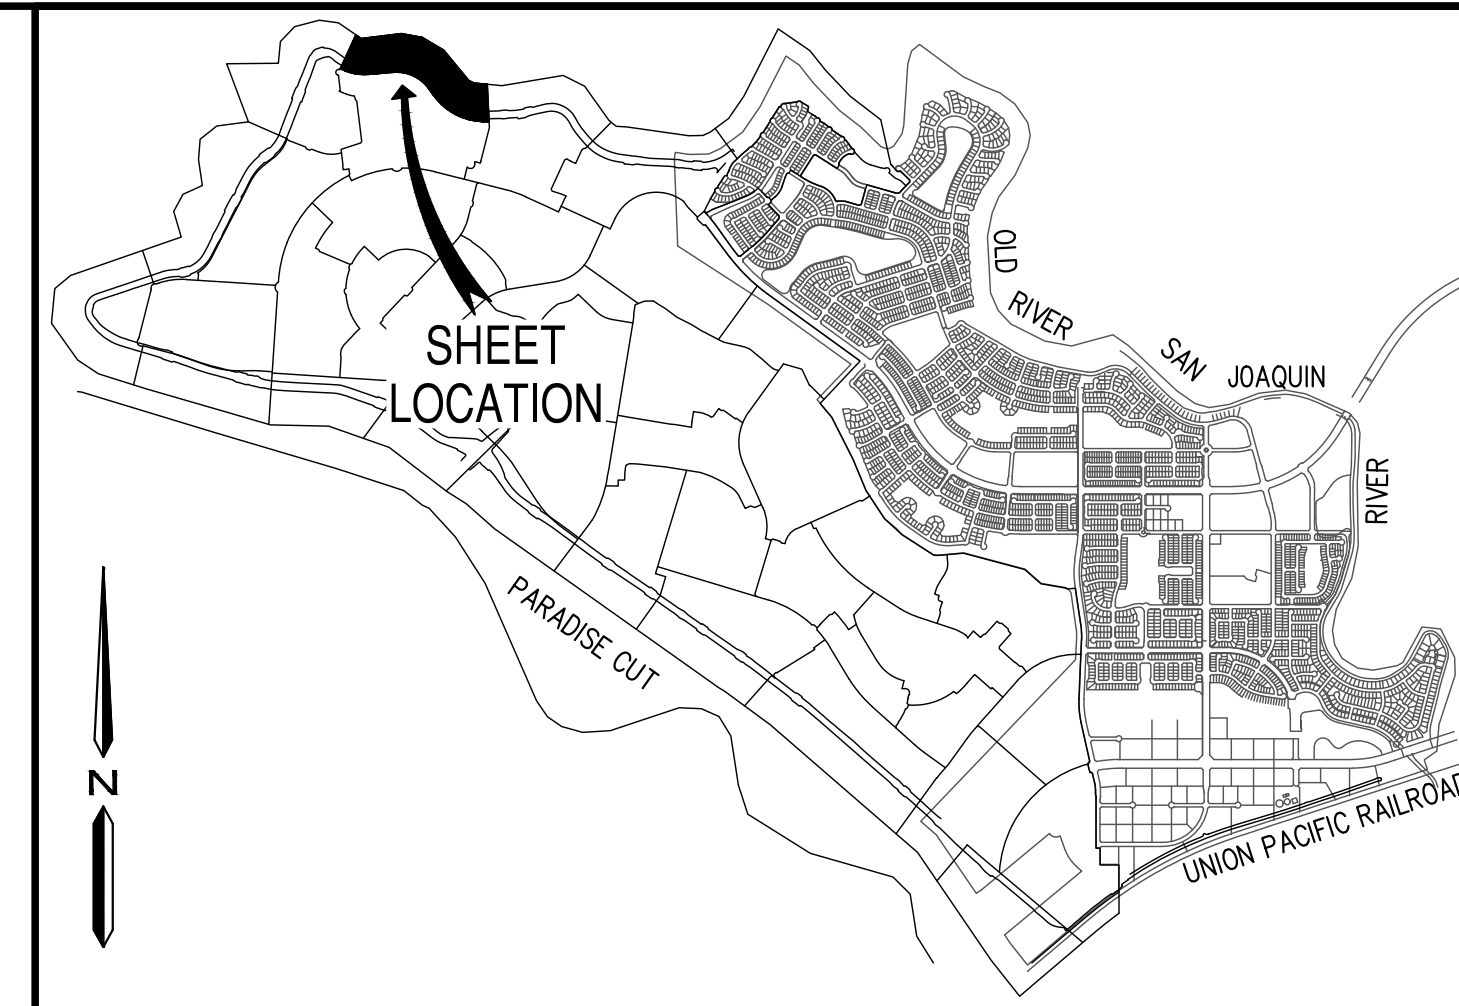 OLD
RIVER
SAN
JOAQUIN
RIVER
SHEET
LOCATION
PARADISE CUT
N
UNION PACIFIC RAILROAD